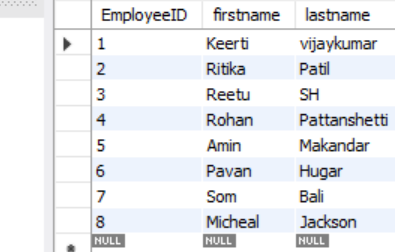 EmployeeID firstname lastname
1 Keerti vijaykumar
2 Ritika Patil
3 Reetu SH
4 Rohan Pattanshetti
5 Amin Makandar
6 Pavan Hugar
7 Som Bali
8 Micheal Jackson
NULL NULL NULL